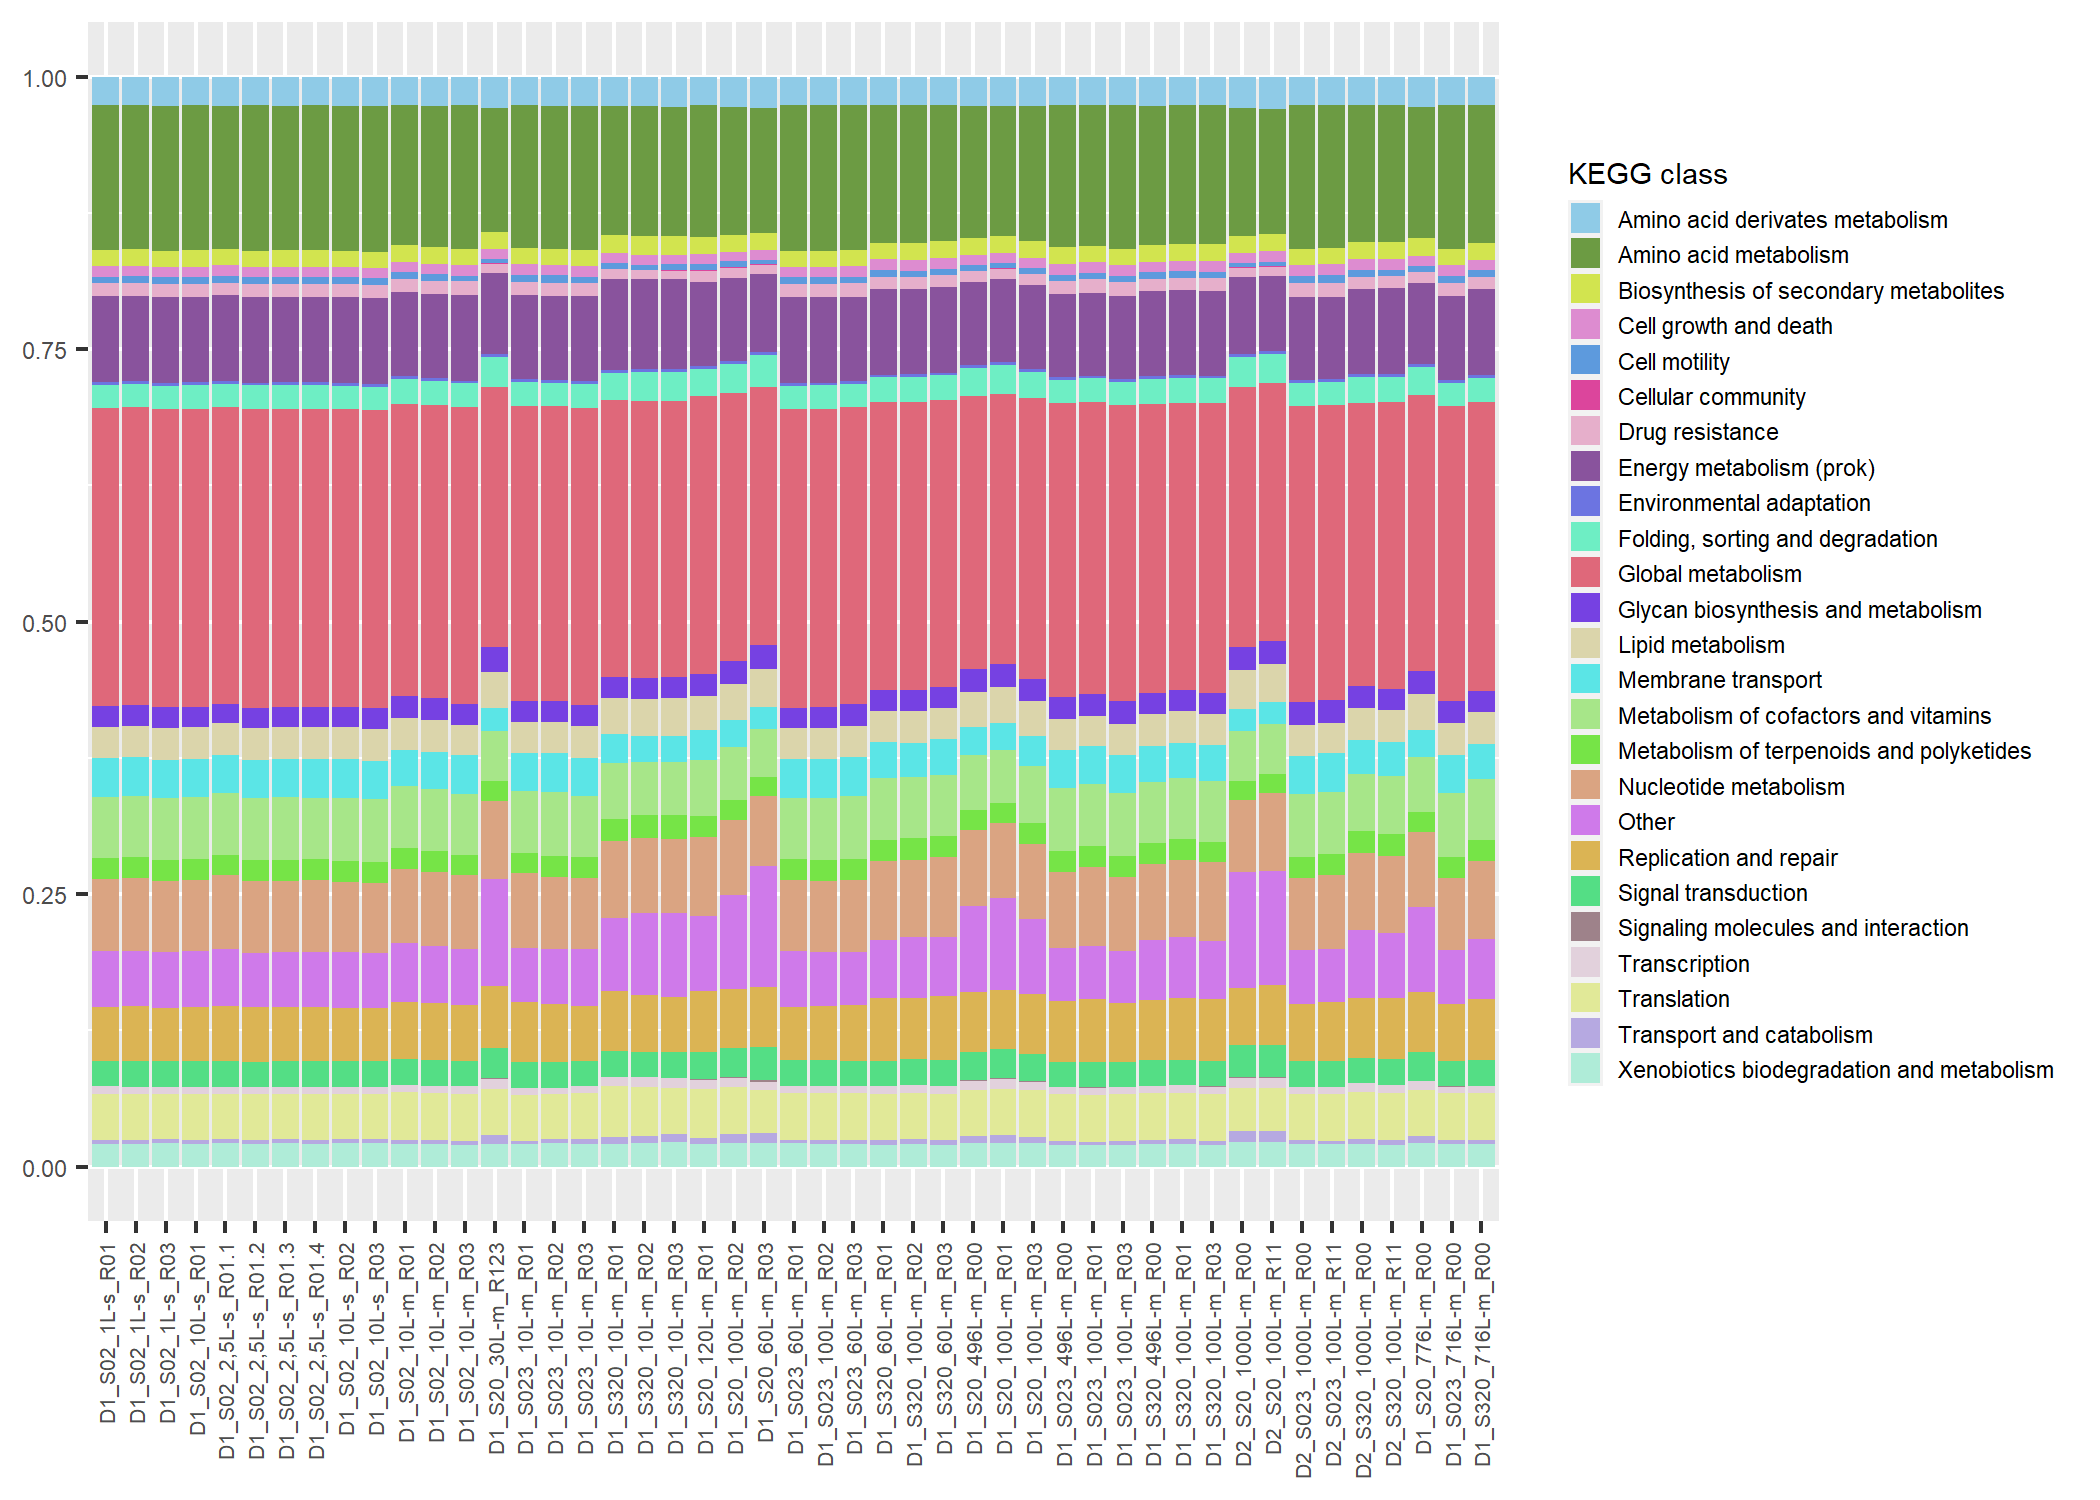 1.00
0.75
0.50
0.25
0.00
D1_S02_1L-s_R01
D1_S02_1L-s_R02
D1_S02_1L-s_R03
D1_S02_10L-s_R01
D1_S02_2,5L-s_R01.1
D1_S02_2,5L-s_R01.2
D1_S02_2,5L-s_R01.3
D1_S02_2,5L-s_R01.4
D1_S02_10L-s_R02
D1_S02_10L-s_R03
D1_S02_10L-m_R01
D1_S02_10L-m_R02
D1_S02_10L-m_R03
D1_S20_30L-m_R123
D1_S023_10L-m_R01
D1_S023_10L-m_R02
D1_S023_10L-m_R03
D1_S320_10L-m_R01
D1_S320_10L-m_R02
D1_S320_10L-m_R03
D1_S20_120L-m_R01
D1_S20_100L-m_R02
D1_S20_60L-m_R03
D1_S023_60L-m_R01
D1_S023_100L-m_R02
D1_S023_60L-m_R03
D1_S320_60L-m_R01
D1_S320_100L-m_R02
D1_S320_60L-m_R03
D1_S20_496L-m_R00
D1_S20_100L-m_R01
D1_S20_100L-m_R03
D1_S023_496L-m_R00
D1_S023_100L-m_R01
D1_S023_100L-m_R03
D1_S320_496L-m_R00
D1_S320_100L-m_R01
D1_S320_100L-m_R03
D2_S20_1000L-m_R00
D2_S20_100L-m_R11
D2_S023_1000L-m_R00
D2_S023_100L-m_R11
D2_S320_1000L-m_R00
D2_S320_100L-m_R11
D1_S20_776L-m_R00
D1_S023_716L-m_R00
D1_S320_716L-m_R00
KEGG class
Amino acid derivates metabolism
Amino acid metabolism
Biosynthesis of secondary metabolites
Cell growth and death
Cell motility
Cellular community
Drug resistance
Energy metabolism (prok)
Environmental adaptation
Folding, sorting and degradation
Global metabolism
Glycan biosynthesis and metabolism
Lipid metabolism
Membrane transport
Metabolism of cofactors and vitamins
Metabolism of terpenoids and polyketides
Nucleotide metabolism
Other
Replication and repair
Signal transduction
Signaling molecules and interaction
Transcription
Translation
Transport and catabolism
Xenobiotics biodegradation and metabolism